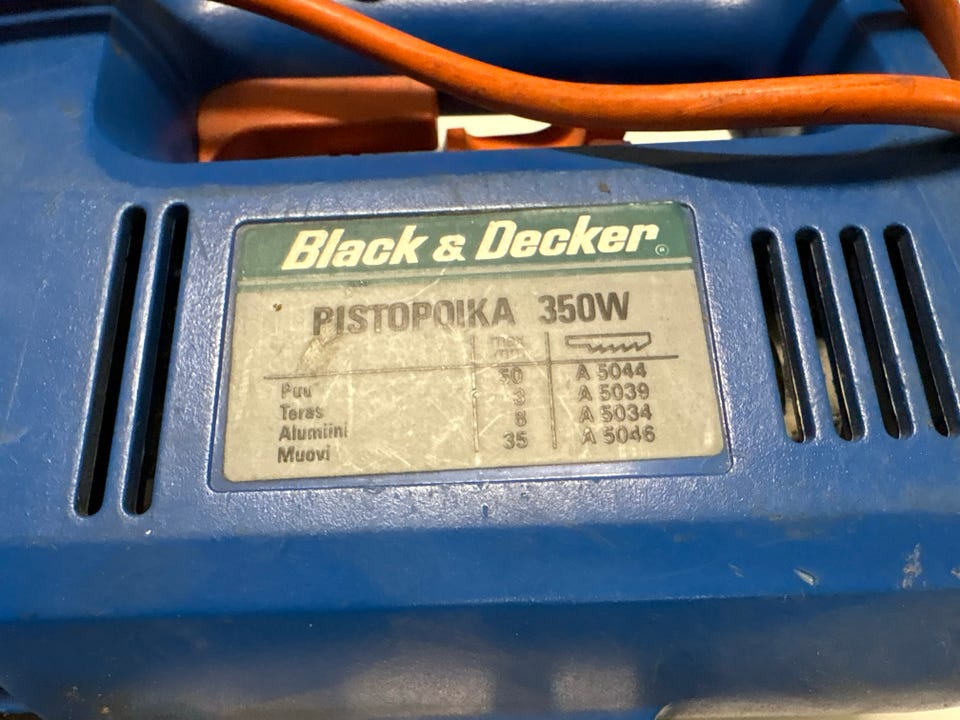 Black & Decker®
PISTOPOIKA 350W
max mm
Puu 50 A 5044
Teräs 3 A 5039
Alumiini 8 A 5034
Muovi 35 A 5046